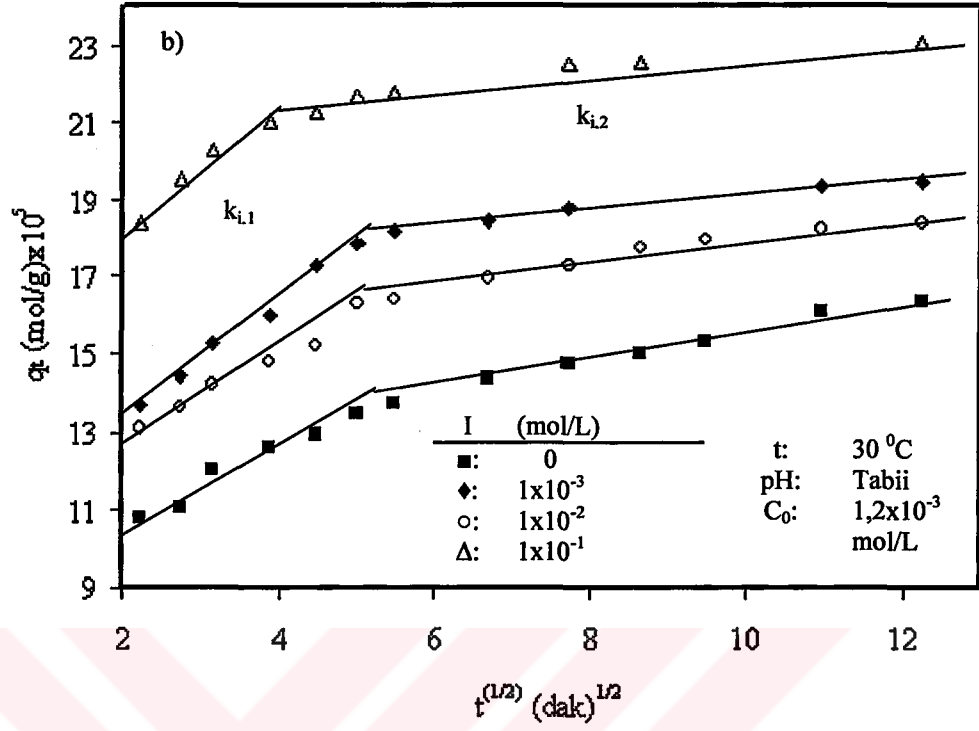 b)
23
21
19
17
15
13
11
9
qt (mol/g)x10⁵
k_i.1
k_i.2
I (mol/L)
■: 0
◆: 1x10⁻³
○: 1x10⁻²
Δ: 1x10⁻¹
t: 30 ⁰C
pH: Tabii
C₀: 1,2x10⁻³
mol/L
2 4 6 8 10 12
t^(1/2) (dak)^1/2